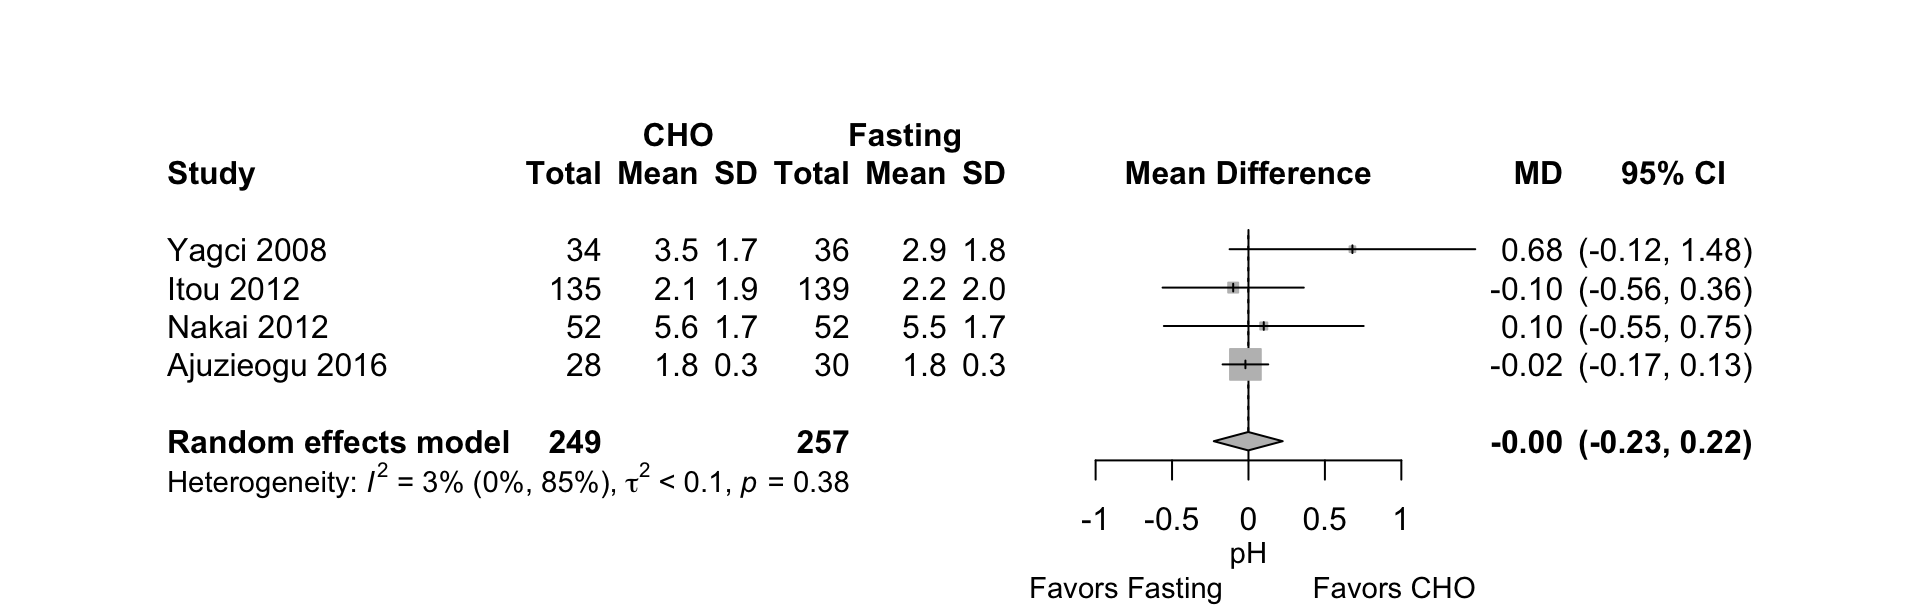 CHO Fasting
Study Total Mean SD Total Mean SD Mean Difference MD 95% CI
Yagci 2008 34 3.5 1.7 36 2.9 1.8 0.68 (-0.12, 1.48)
Itou 2012 135 2.1 1.9 139 2.2 2.0 -0.10 (-0.56, 0.36)
Nakai 2012 52 5.6 1.7 52 5.5 1.7 0.10 (-0.55, 0.75)
Ajuzieogu 2016 28 1.8 0.3 30 1.8 0.3 -0.02 (-0.17, 0.13)
Random effects model 249 257 -0.00 (-0.23, 0.22)
Heterogeneity: I² = 3% (0%, 85%), τ² < 0.1, p = 0.38
-1 -0.5 0 0.5 1
pH
Favors Fasting Favors CHO